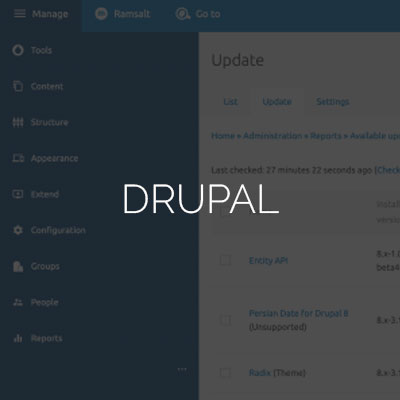 Manage Ramsalt Go to
Tools
Content
Structure
Appearance
Extend
Configuration
Groups
People
Reports
Update
List Update Settings
Home » Administration » Reports » Available
Last checked: 27 minutes 22 seconds ago (Check
DRUPAL
Entity API
8.x-1.0
beta4
Persian Date for Drupal 8
(Unsupported)
8.x-3.
Radix (Theme)
8.x-3.